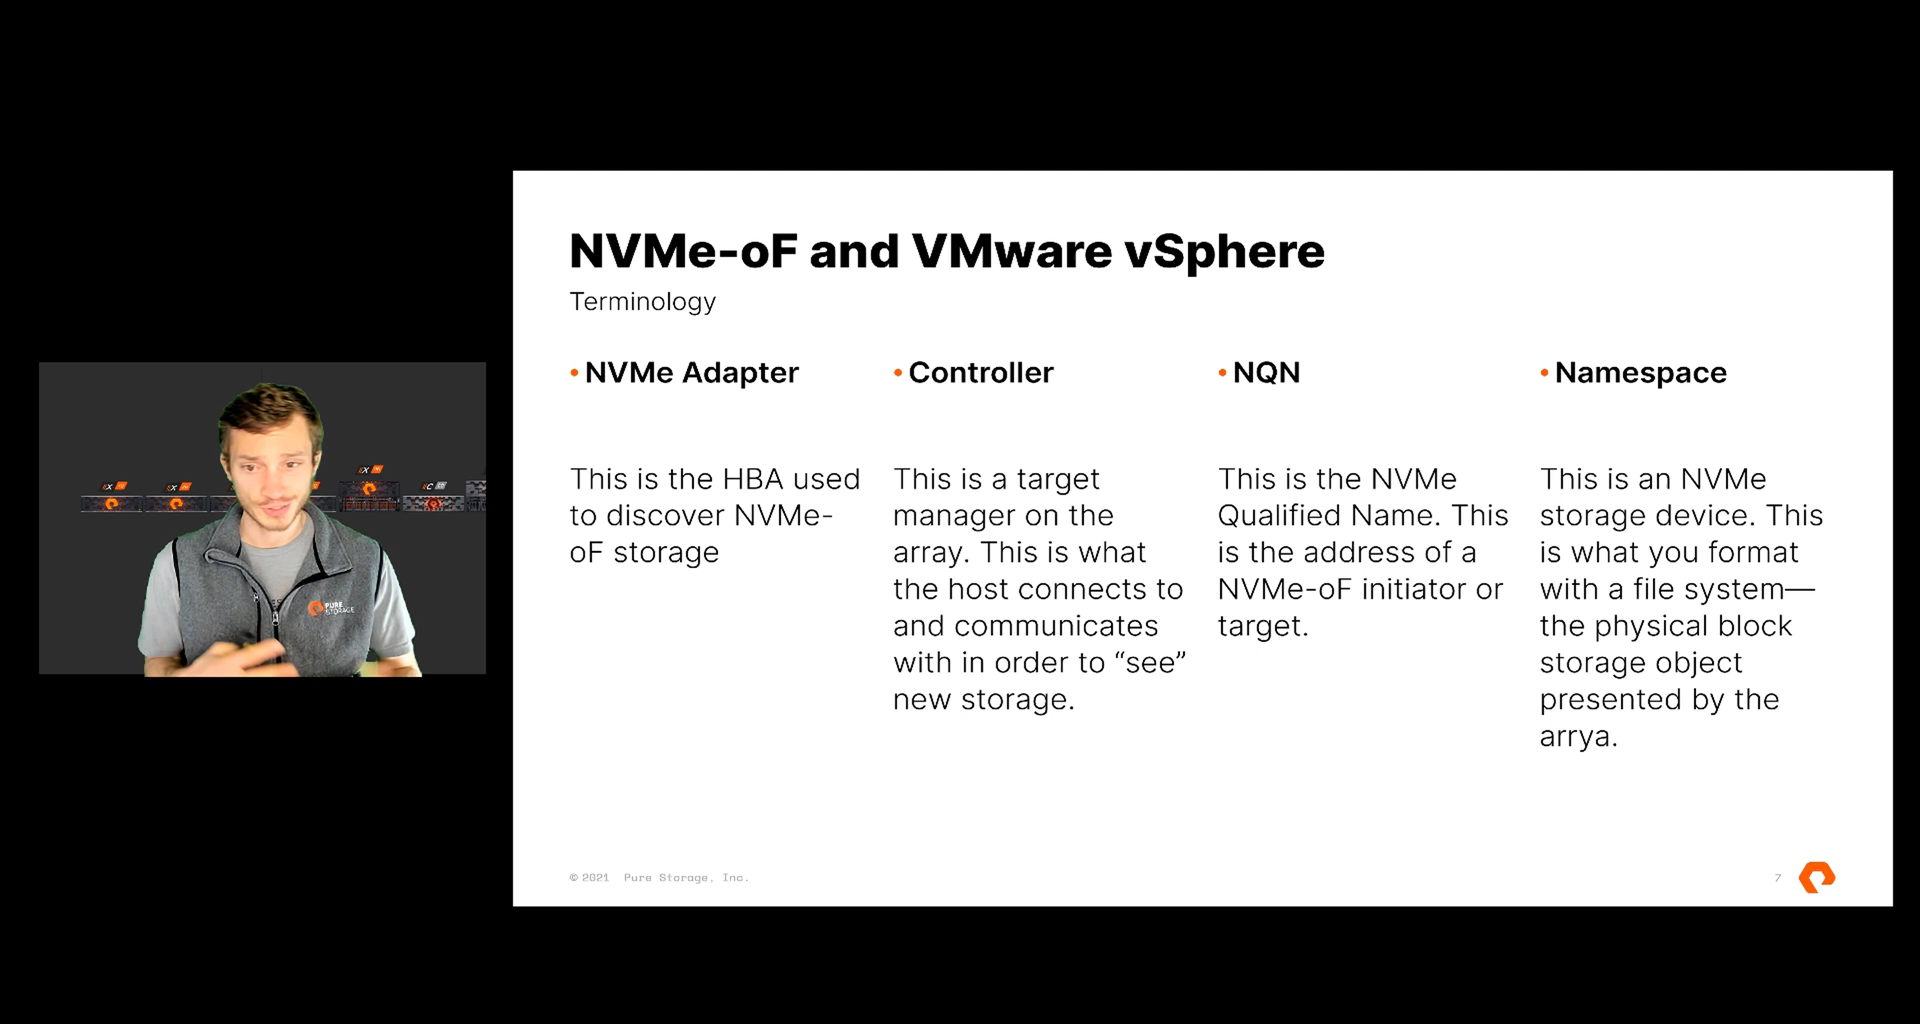 NVMe-oF and VMware vSphere
Terminology
• NVMe Adapter
This is the HBA used
to discover NVMe-
oF storage
• Controller
This is a target
manager on the
array. This is what
the host connects to
and communicates
with in order to “see”
new storage.
• NQN
This is the NVMe
Qualified Name. This
is the address of a
NVMe-oF initiator or
target.
• Namespace
This is an NVMe
storage device. This
is what you format
with a file system—
the physical block
storage object
presented by the
arrya.
© 2021 Pure Storage, Inc.
7
PURE
STORAGE
//X
//X
//X
//C